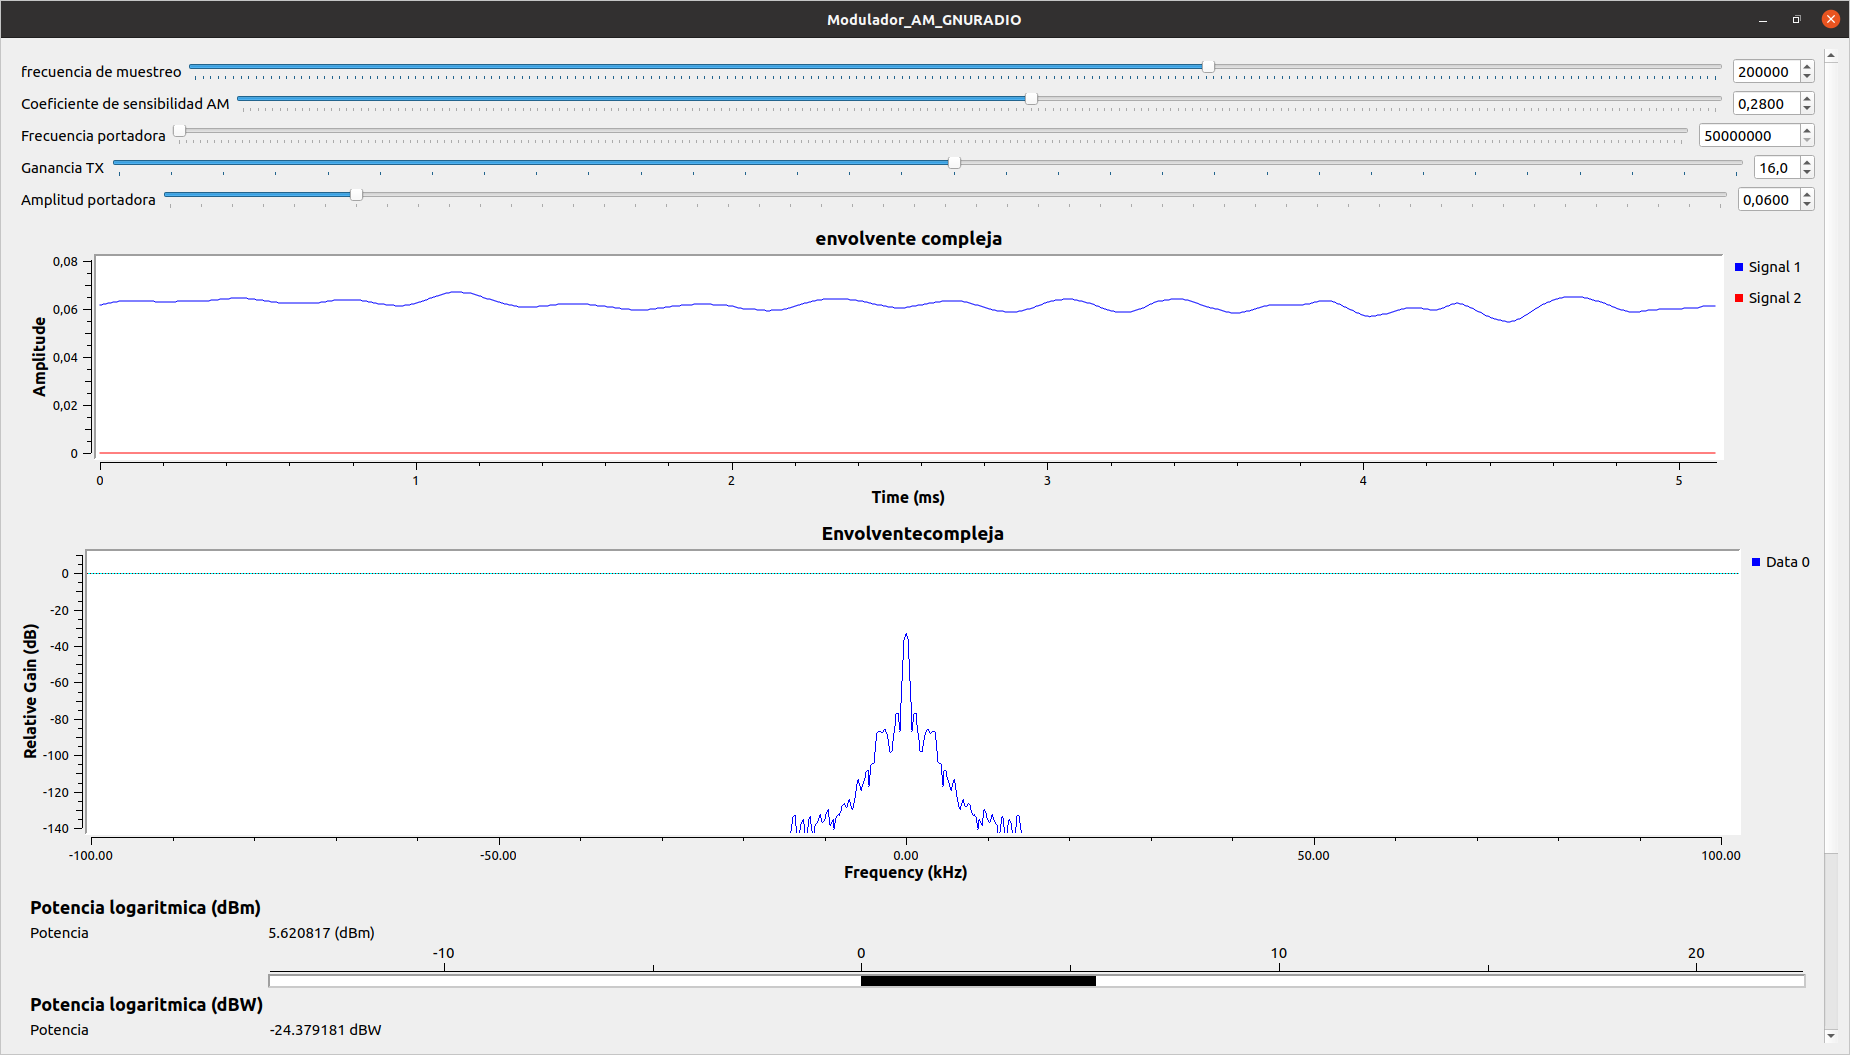 Modulador_AM_GNURADIO
frecuencia de muestreo 200000
Coeficiente de sensibilidad AM 0,2800
Frecuencia portadora 50000000
Ganancia TX 16,0
Amplitud portadora 0,0600
envolvente compleja
0,08
0,06
0,04
0,02
0
Amplitude
Signal 1
Signal 2
0 1 2 3 4 5
Time (ms)
Envolventecompleja
0
-20
-40
-60
-80
-100
-120
-140
Relative Gain (dB)
Data 0
-100.00 -50.00 0.00 50.00 100.00
Frequency (kHz)
Potencia logaritmica (dBm)
Potencia 5.620817 (dBm)
-10 0 10 20
Potencia logaritmica (dBW)
Potencia -24.379181 dBW